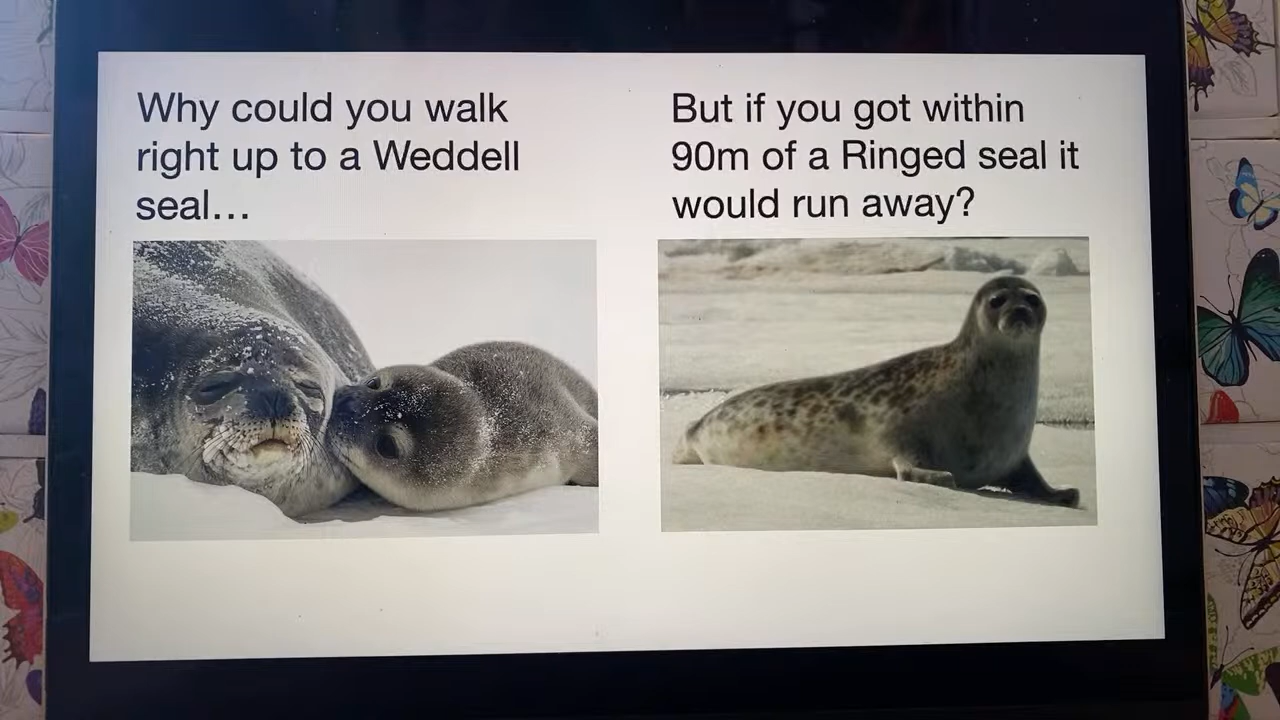 Why could you walk
right up to a Weddell
seal…
But if you got within
90m of a Ringed seal it
would run away?